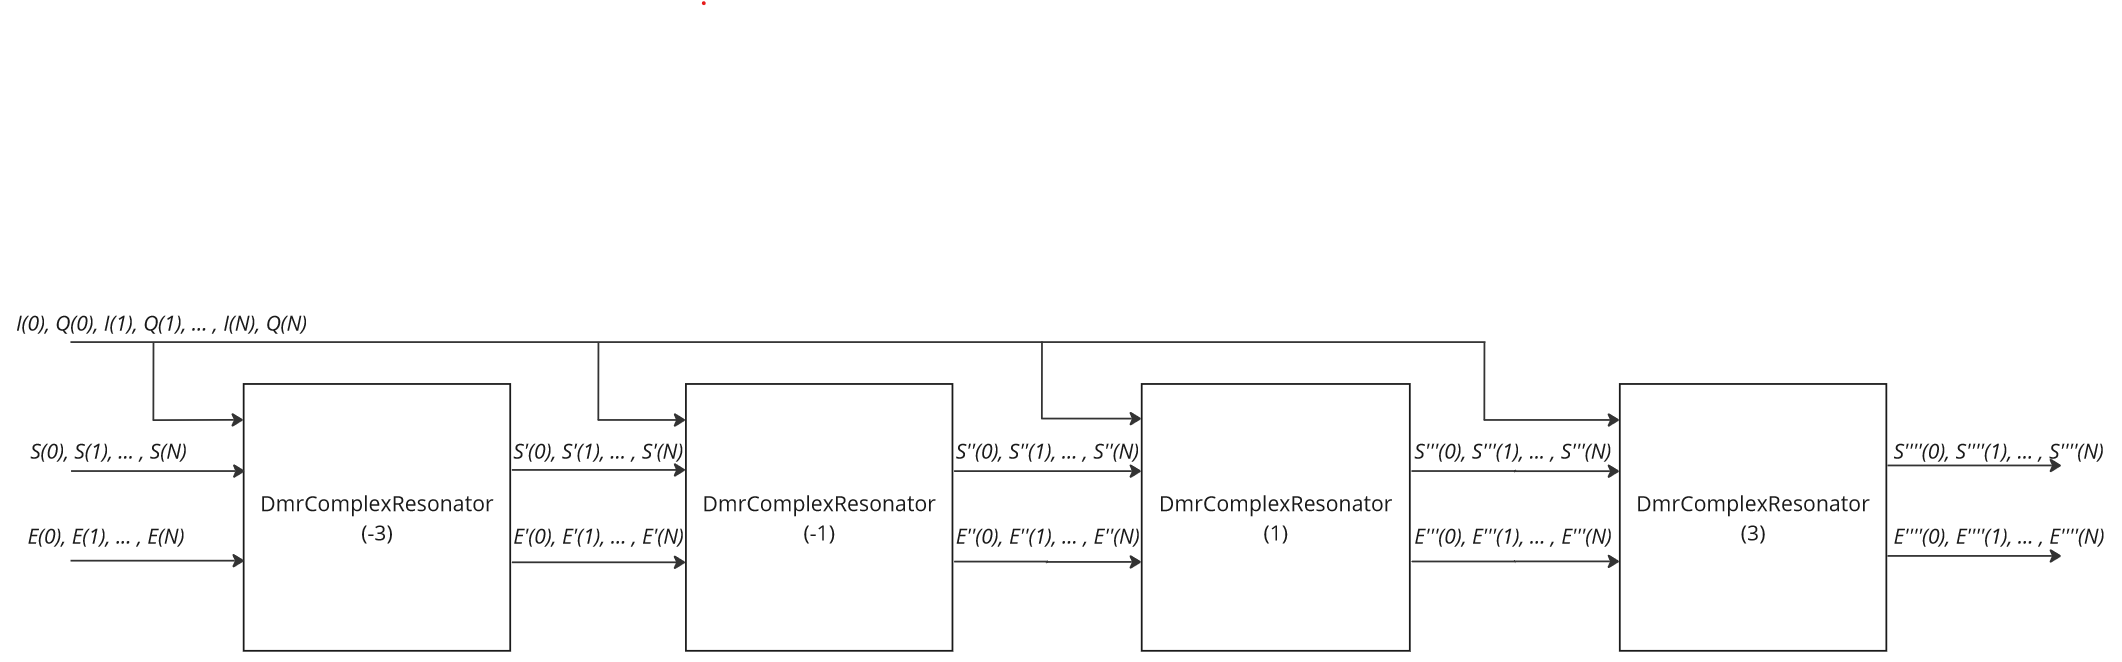 I(0), Q(0), I(1), Q(1), ... , I(N), Q(N)
S(0), S(1), ... , S(N)
E(0), E(1), ... , E(N)
DmrComplexResonator
(-3)
S'(0), S'(1), ... , S'(N)
E'(0), E'(1), ... , E'(N)
DmrComplexResonator
(-1)
S''(0), S''(1), ... , S''(N)
E''(0), E''(1), ... , E''(N)
DmrComplexResonator
(1)
S'''(0), S'''(1), ... , S'''(N)
E'''(0), E'''(1), ... , E'''(N)
DmrComplexResonator
(3)
S''''(0), S''''(1), ... , S''''(N)
E''''(0), E''''(1), ... , E''''(N)